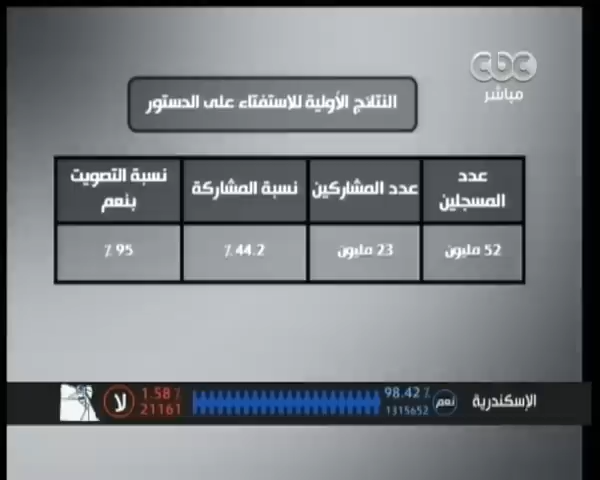 cbc
مباشر
النتائج الأولية للاستفتاء على الدستور
عدد المسجلين
عدد المشاركين
نسبة المشاركة
نسبة التصويت بنعم
52 مليون
23 مليون
44.2 ٪
95 ٪
الإسكندرية
نعم
98.42 ٪
1315652
1.58 ٪
21161
لا